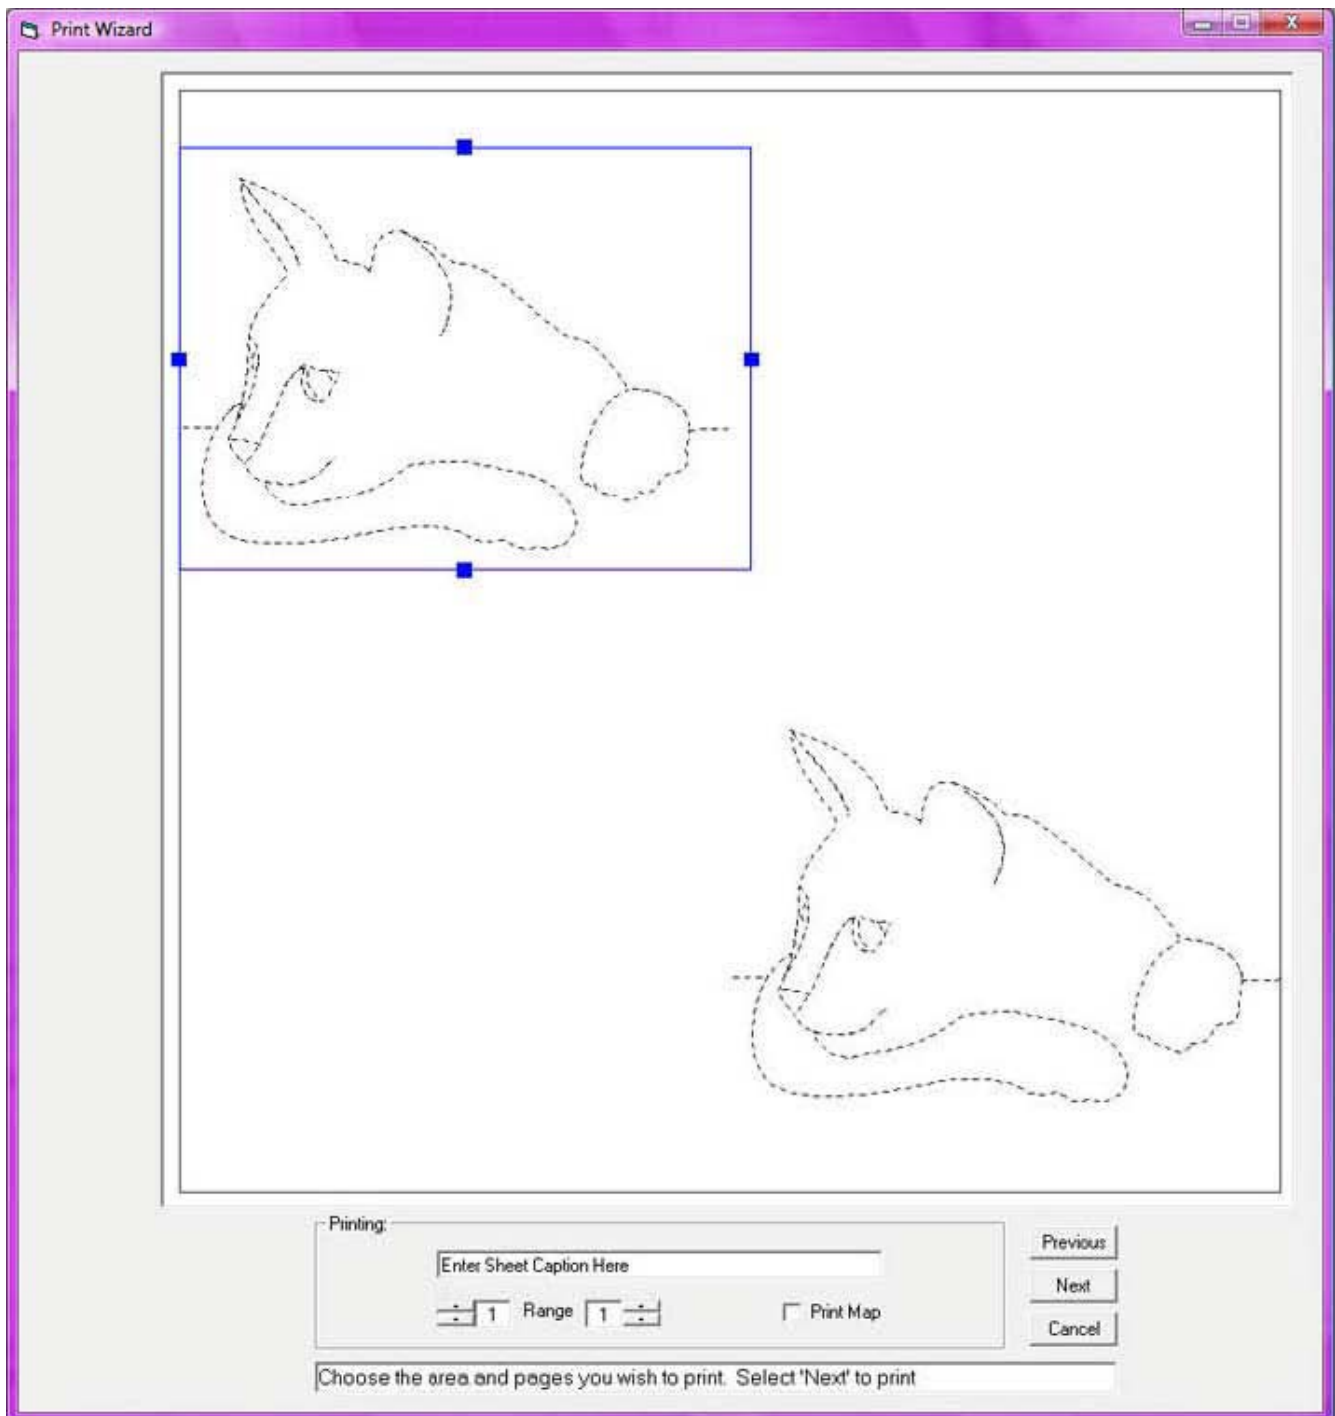 Print Wizard
Printing:
Enter Sheet Caption Here
1 Range 1
Print Map
Previous
Next
Cancel
Choose the area and pages you wish to print. Select 'Next' to print